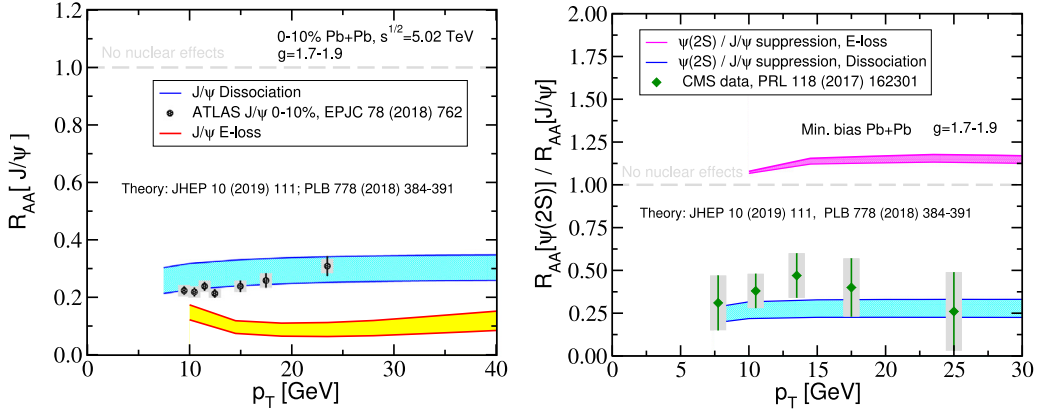 0-10% Pb+Pb, s^1/2=5.02 TeV
g=1.7-1.9
No nuclear effects
J/ψ Dissociation
ATLAS J/ψ 0-10%, EPJC 78 (2018) 762
J/ψ E-loss
Theory: JHEP 10 (2019) 111; PLB 778 (2018) 384-391
R_AA[ J/ψ]
1.2
1.0
0.8
0.6
0.4
0.2
0.0
0 10 20 30 40
p_T [GeV]
ψ(2S) / J/ψ suppression, E-loss
ψ(2S) / J/ψ suppression, Dissociation
CMS data, PRL 118 (2017) 162301
Min. bias Pb+Pb g=1.7-1.9
No nuclear effects
Theory: JHEP 10 (2019) 111, PLB 778 (2018) 384-391
R_AA[ψ(2S)] / R_AA[J/ψ]
2.00
1.75
1.50
1.25
1.00
0.75
0.50
0.25
0.00
0 5 10 15 20 25 30
p_T [GeV]